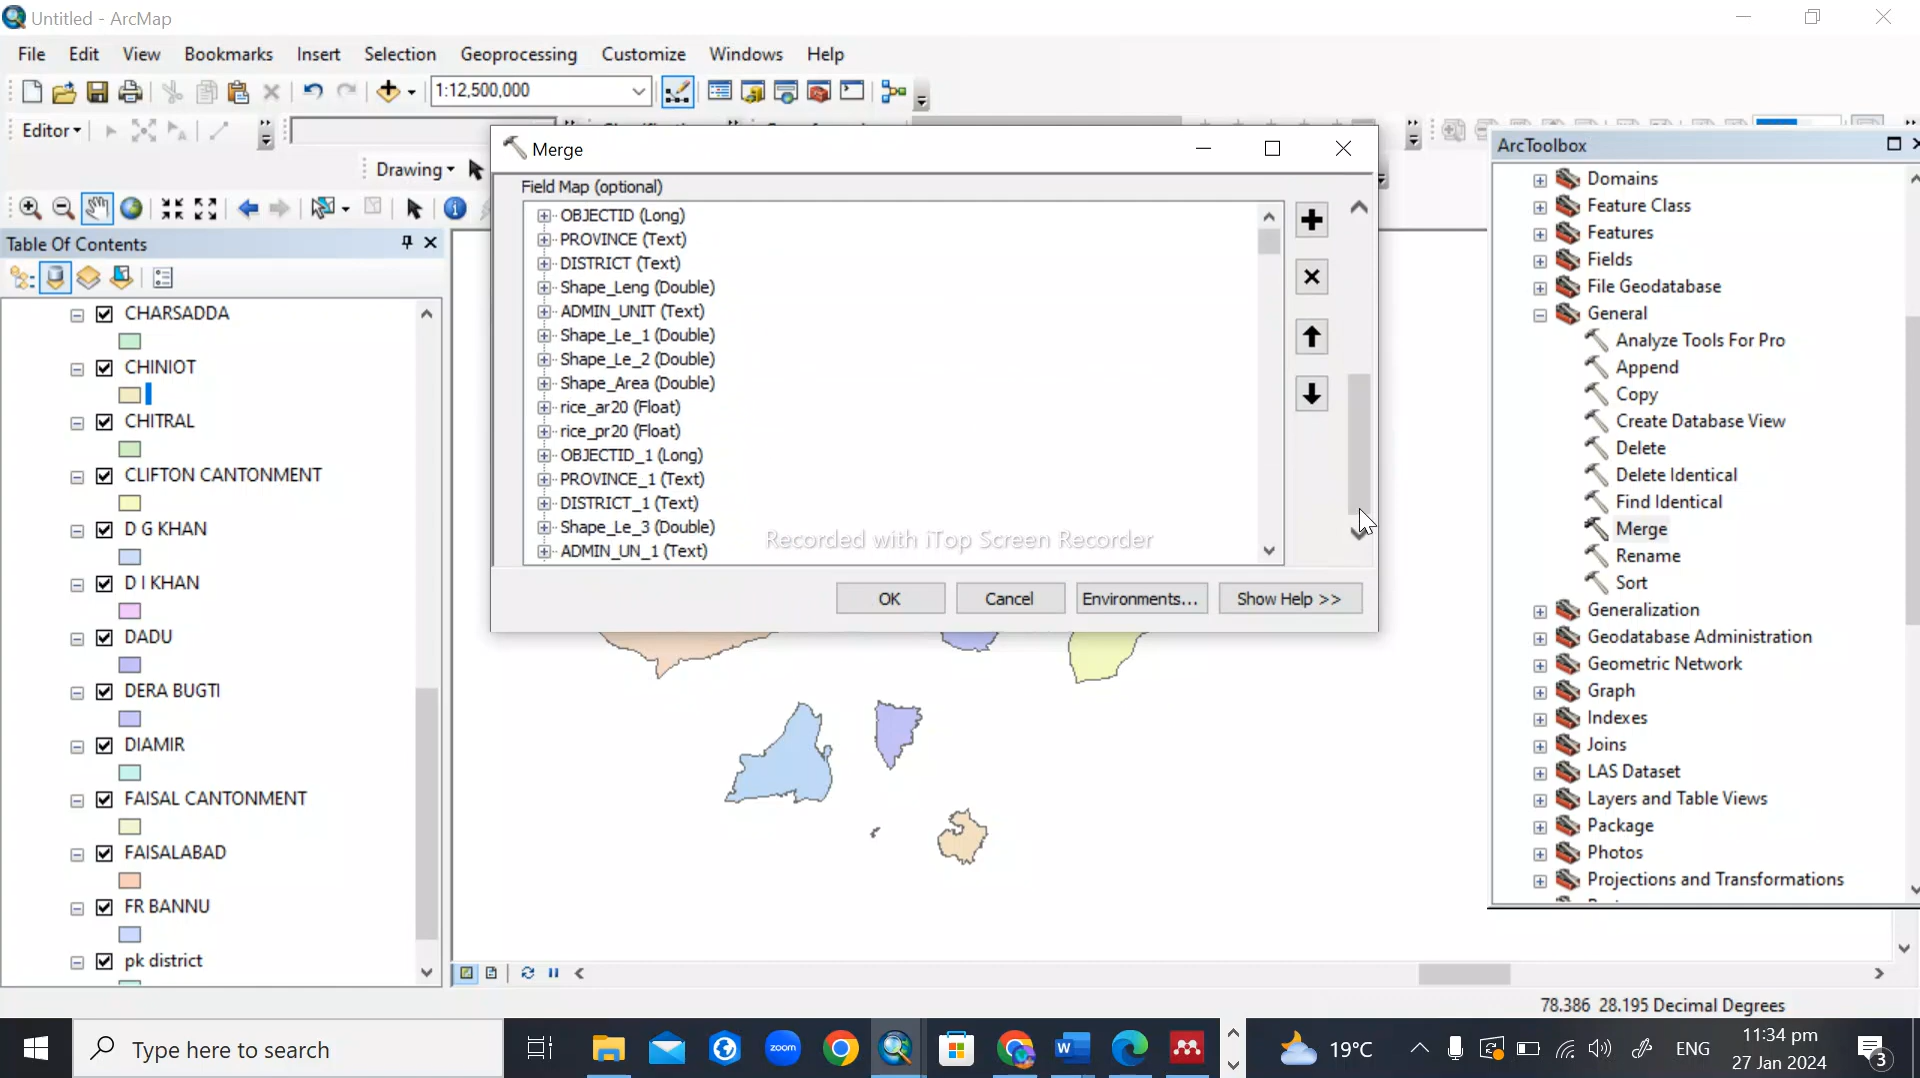 Untitled - ArcMap
File Edit View Bookmarks Insert Selection Geoprocessing Customize Windows Help
1:12,500,000
Editor
Drawing
Table Of Contents
CHARSADDA
CHINIOT
CHITRAL
CLIFTON CANTONMENT
D G KHAN
D I KHAN
DADU
DERA BUGTI
DIAMIR
FAISAL CANTONMENT
FAISALABAD
FR BANNU
pk district
Merge
Field Map (optional)
OBJECTID (Long)
PROVINCE (Text)
DISTRICT (Text)
Shape_Leng (Double)
ADMIN_UNIT (Text)
Shape_Le_1 (Double)
Shape_Le_2 (Double)
Shape_Area (Double)
rice_ar20 (Float)
rice_pr20 (Float)
OBJECTID_1 (Long)
PROVINCE_1 (Text)
DISTRICT_1 (Text)
Shape_Le_3 (Double)
ADMIN_UN_1 (Text)
Recorded with iTop Screen Recorder
OK Cancel Environments... Show Help >>
ArcToolbox
Domains
Feature Class
Features
Fields
File Geodatabase
General
Analyze Tools For Pro
Append
Copy
Create Database View
Delete
Delete Identical
Find Identical
Merge
Rename
Sort
Generalization
Geodatabase Administration
Geometric Network
Graph
Indexes
Joins
LAS Dataset
Layers and Table Views
Package
Photos
Projections and Transformations
78.386 28.195 Decimal Degrees
Type here to search
zoom
19°C
ENG
11:34 pm
27 Jan 2024
3